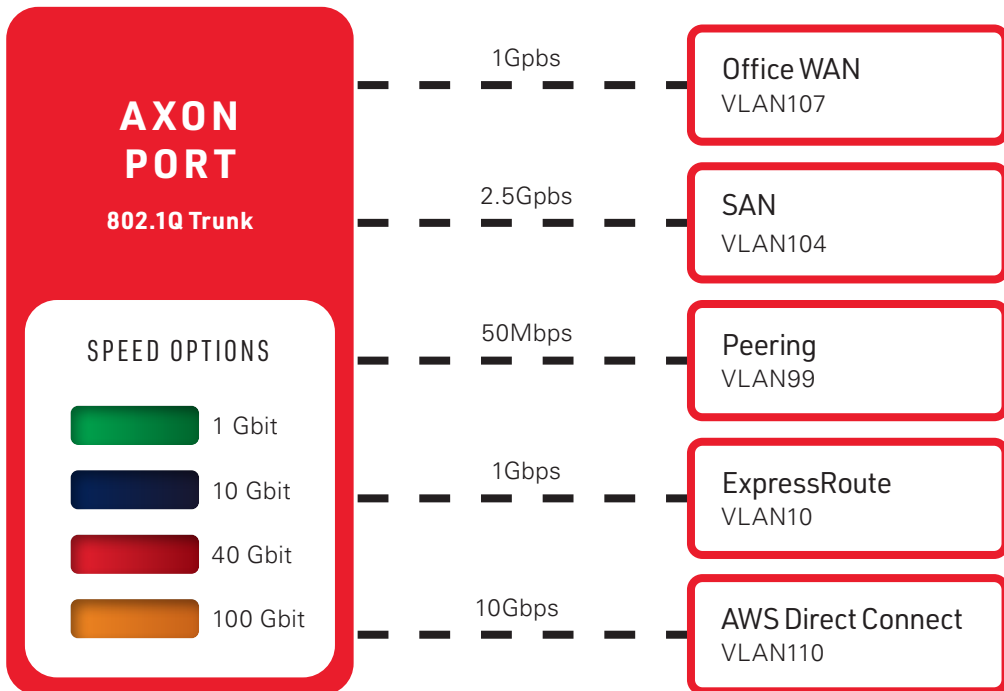 AXON
PORT
802.1Q Trunk
SPEED OPTIONS
1 Gbit
10 Gbit
40 Gbit
100 Gbit
1Gpbs
Office WAN
VLAN107
2.5Gpbs
SAN
VLAN104
50Mbps
Peering
VLAN99
1Gbps
ExpressRoute
VLAN10
10Gbps
AWS Direct Connect
VLAN110